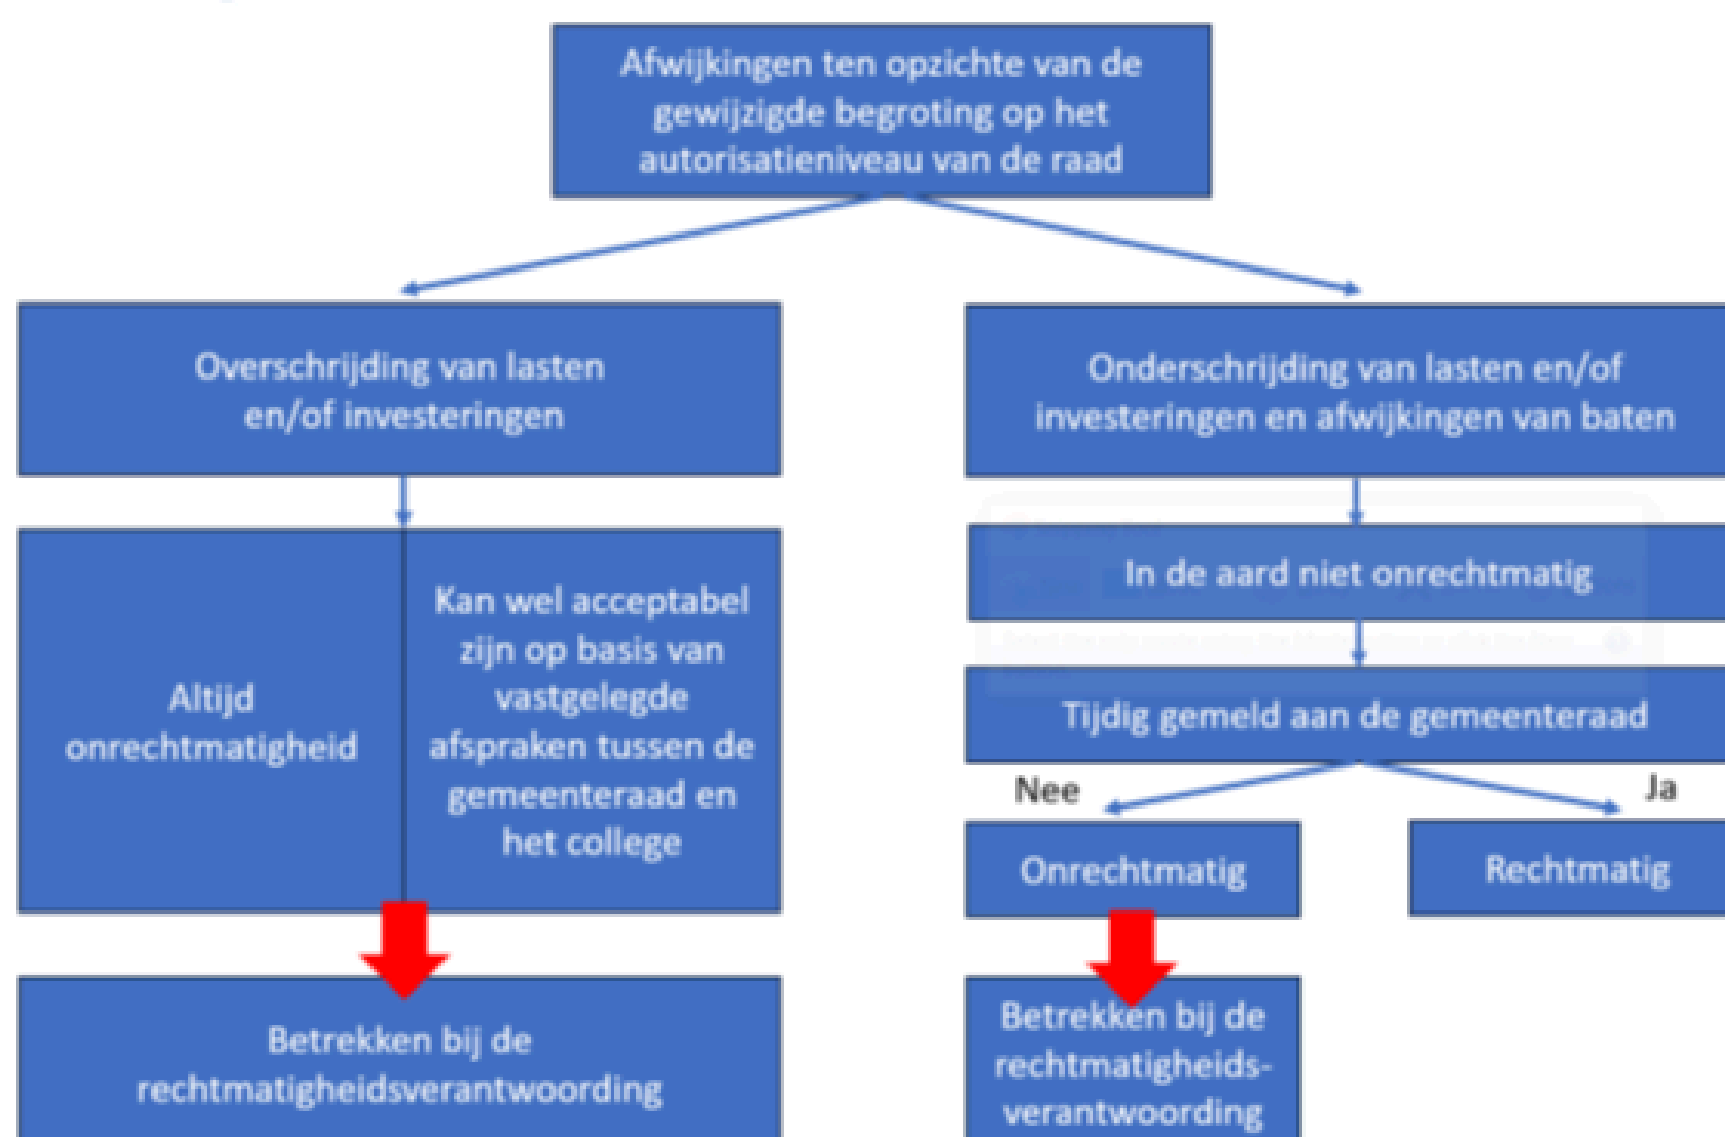 Afwijkingen ten opzichte van de
gewijzigde begroting op het
autorisatieniveau van de raad
Overschrijding van lasten
en/of investeringen
Onderschrijding van lasten en/of
investeringen en afwijkingen van baten
Altijd
onrechtmatigheid
Kan wel acceptabel
zijn op basis van
vastgelegde
afspraken tussen de
gemeenteraad en
het college
In de aard niet onrechtmatig
Tijdig gemeld aan de gemeenteraad
Nee
Ja
Onrechtmatig
Rechtmatig
Betrekken bij de
rechtmatigheidsverantwoording
Betrekken bij de
rechtmatigheids-
verantwoording